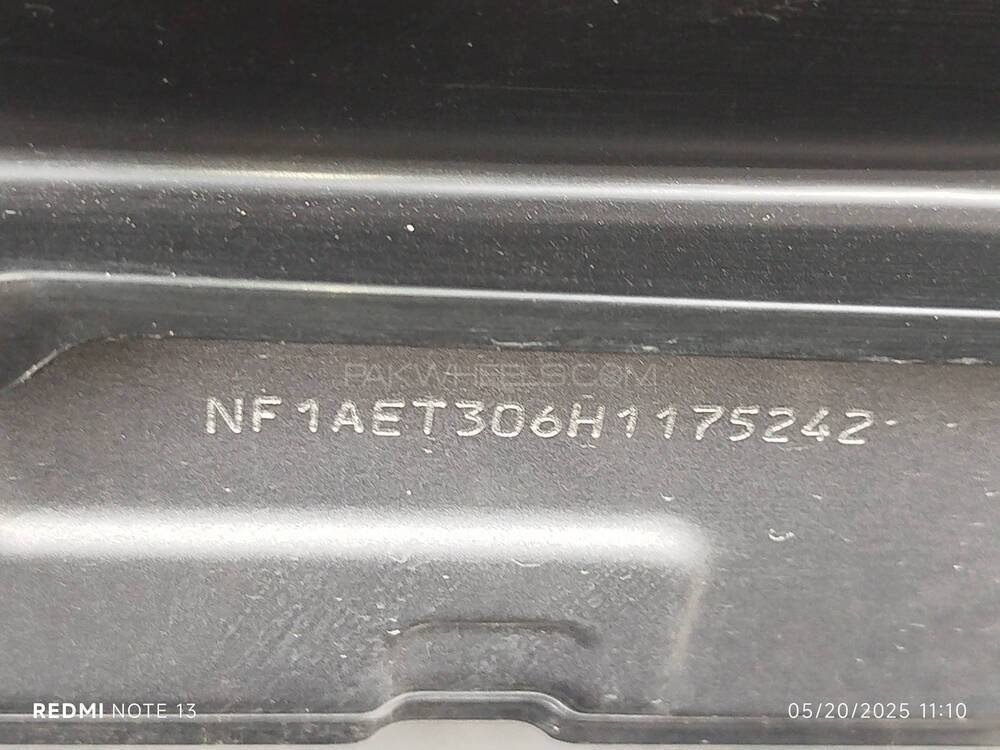 PAKWHEELS.COM
NF1AET306H1175242
REDMI NOTE 13
05/20/2025 11:10